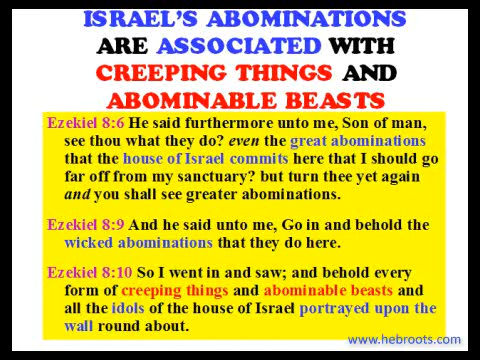 ISRAEL'S ABOMINATIONS
ARE ASSOCIATED WITH
CREEPING THINGS AND
ABOMINABLE BEASTS
Ezekiel 8:6 He said furthermore unto me, Son of man,
see thou what they do? even the great abominations
that the house of Israel commits here that I should go
far off from my sanctuary? but turn thee yet again
and you shall see greater abominations.
Ezekiel 8:9 And he said unto me, Go in and behold the
wicked abominations that they do here.
Ezekiel 8:10 So I went in and saw; and behold every
form of creeping things and abominable beasts and
all the idols of the house of Israel portrayed upon the
wall round about.
www.hebroots.com